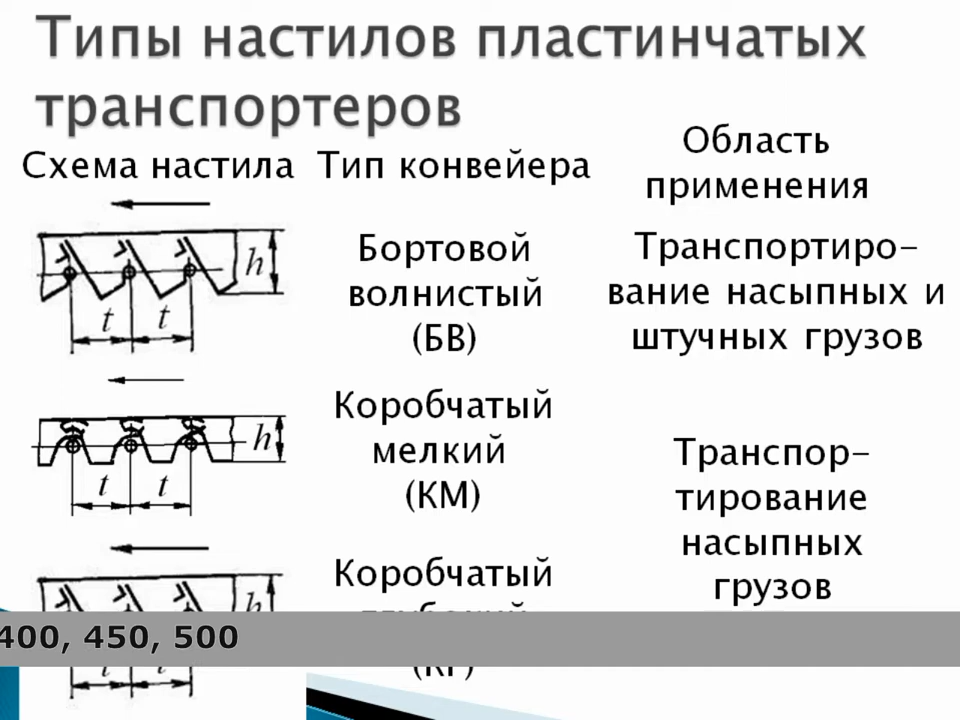 Типы настилов пластинчатых
транспортеров
Схема настила
Тип конвейера
Область
применения
h
t t
Бортовой
волнистый
(БВ)
Транспортиро-
вание насыпных и
штучных грузов
h
t t
Коробчатый
мелкий
(КМ)
Транспор-
тирование
насыпных
грузов
h
Коробчатый
400, 450, 500